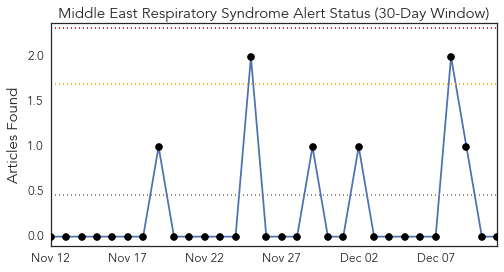 Middle East Respiratory Syndrome Alert Status (30-Day Window)
Articles Found
2.0
1.5
1.0
0.5
0.0
Nov 12 Nov 17 Nov 22 Nov 27 Dec 02 Dec 07